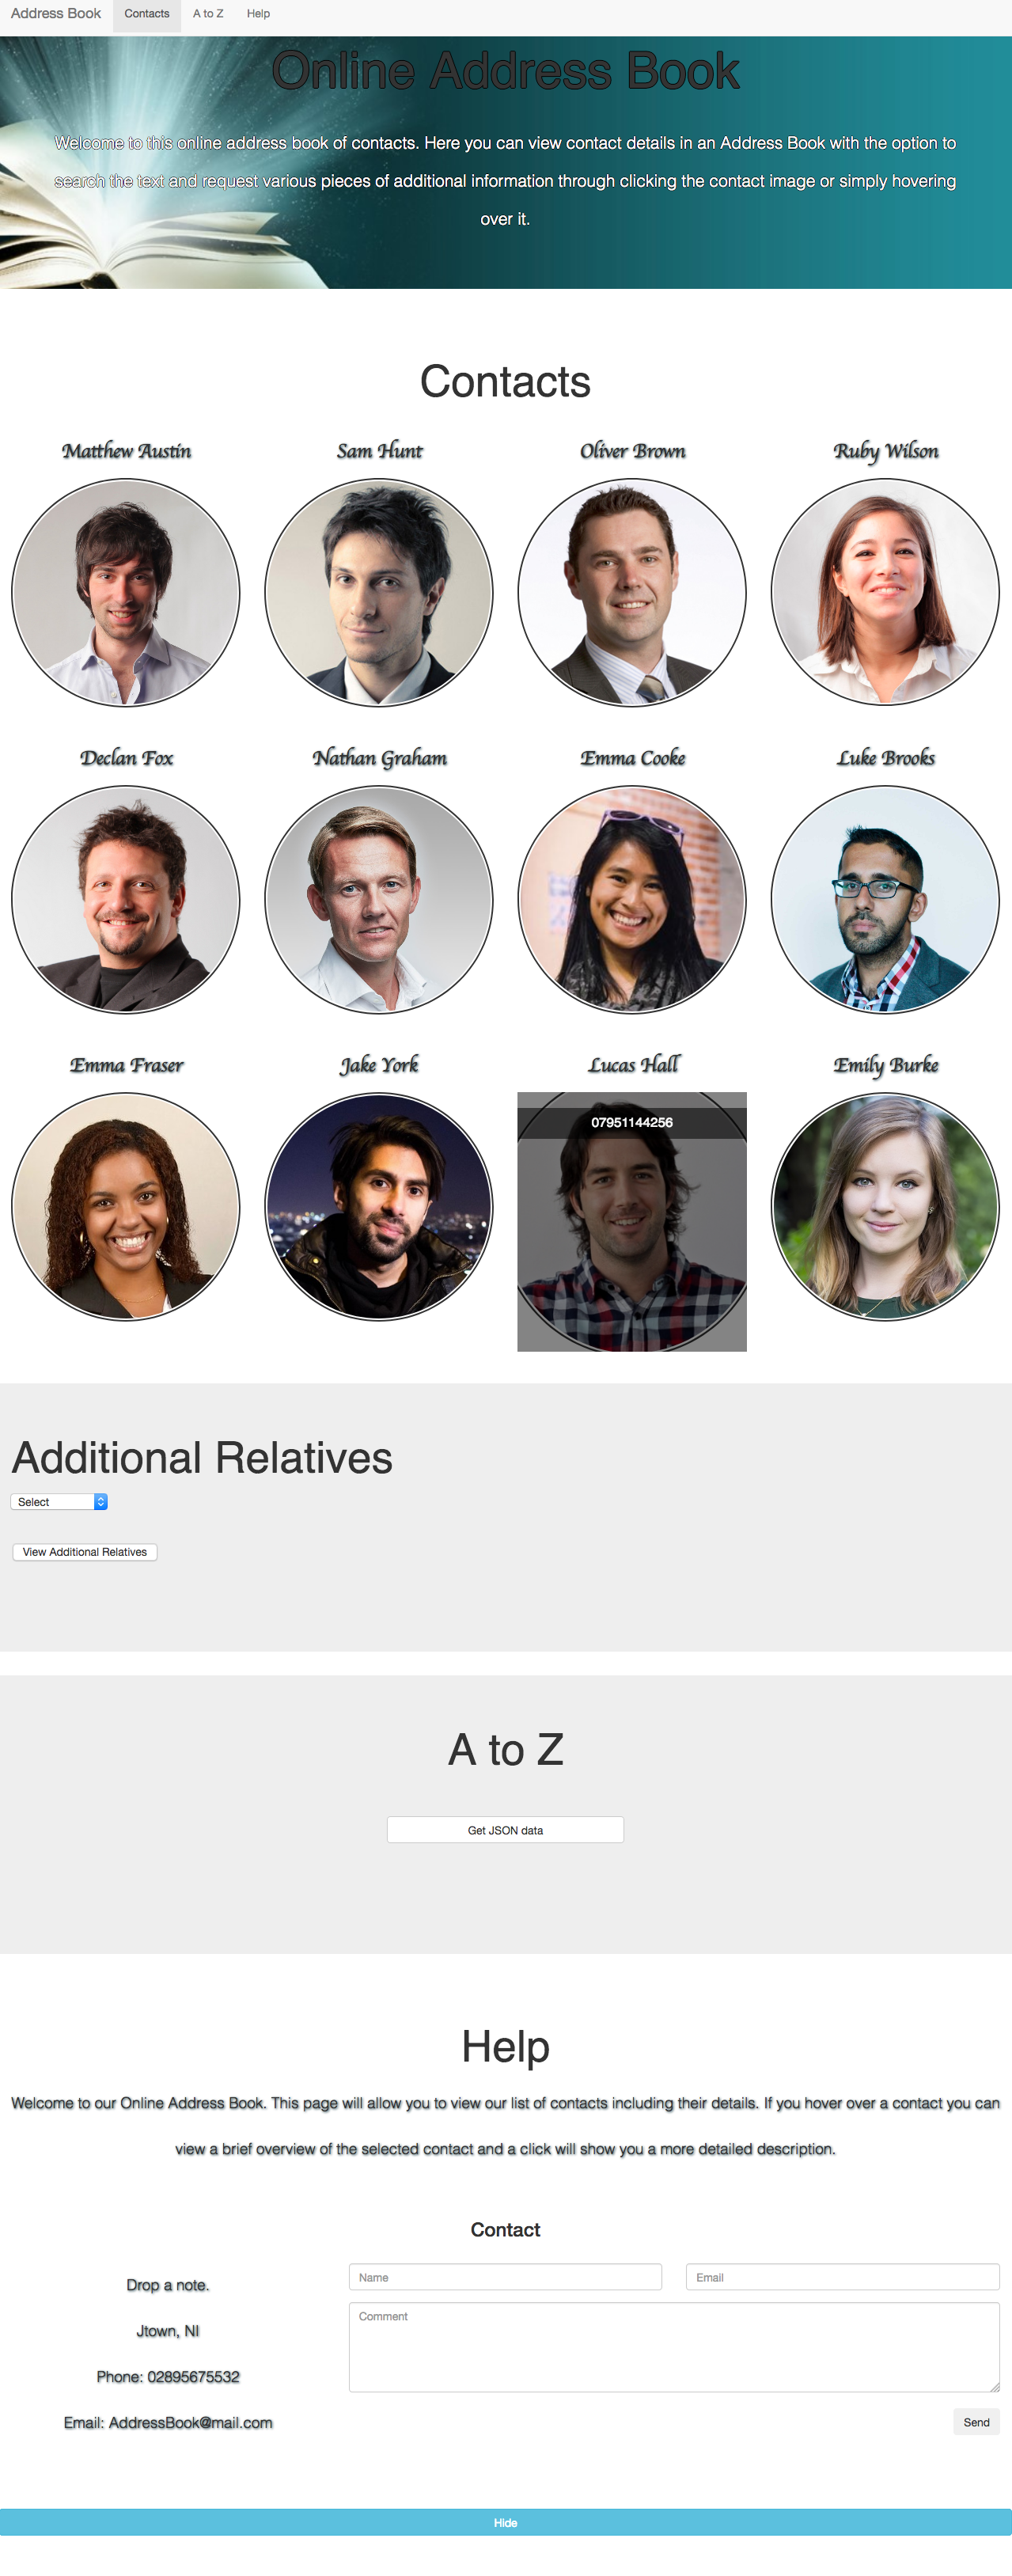 Address Book Contacts A to Z Help
Online Address Book
Welcome to this online address book of contacts. Here you can view contact details in an Address Book with the option to
search the text and request various pieces of additional information through clicking the contact image or simply hovering
over it.
Contacts
Matthew Austin Sam Hunt Oliver Brown Ruby Wilson
Declan Fox Nathan Graham Emma Cooke Luke Brooks
Emma Fraser Jake York Lucas Hall Emily Burke
07951144256
Additional Relatives
Select
View Additional Relatives
A to Z
Get JSON data
Help
Welcome to our Online Address Book. This page will allow you to view our list of contacts including their details. If you hover over a contact you can
view a brief overview of the selected contact and a click will show you a more detailed description.
Contact
Drop a note.
Jtown, NI
Phone: 02895675532
Email: AddressBook@mail.com
Name Email
Comment
Send
Hide